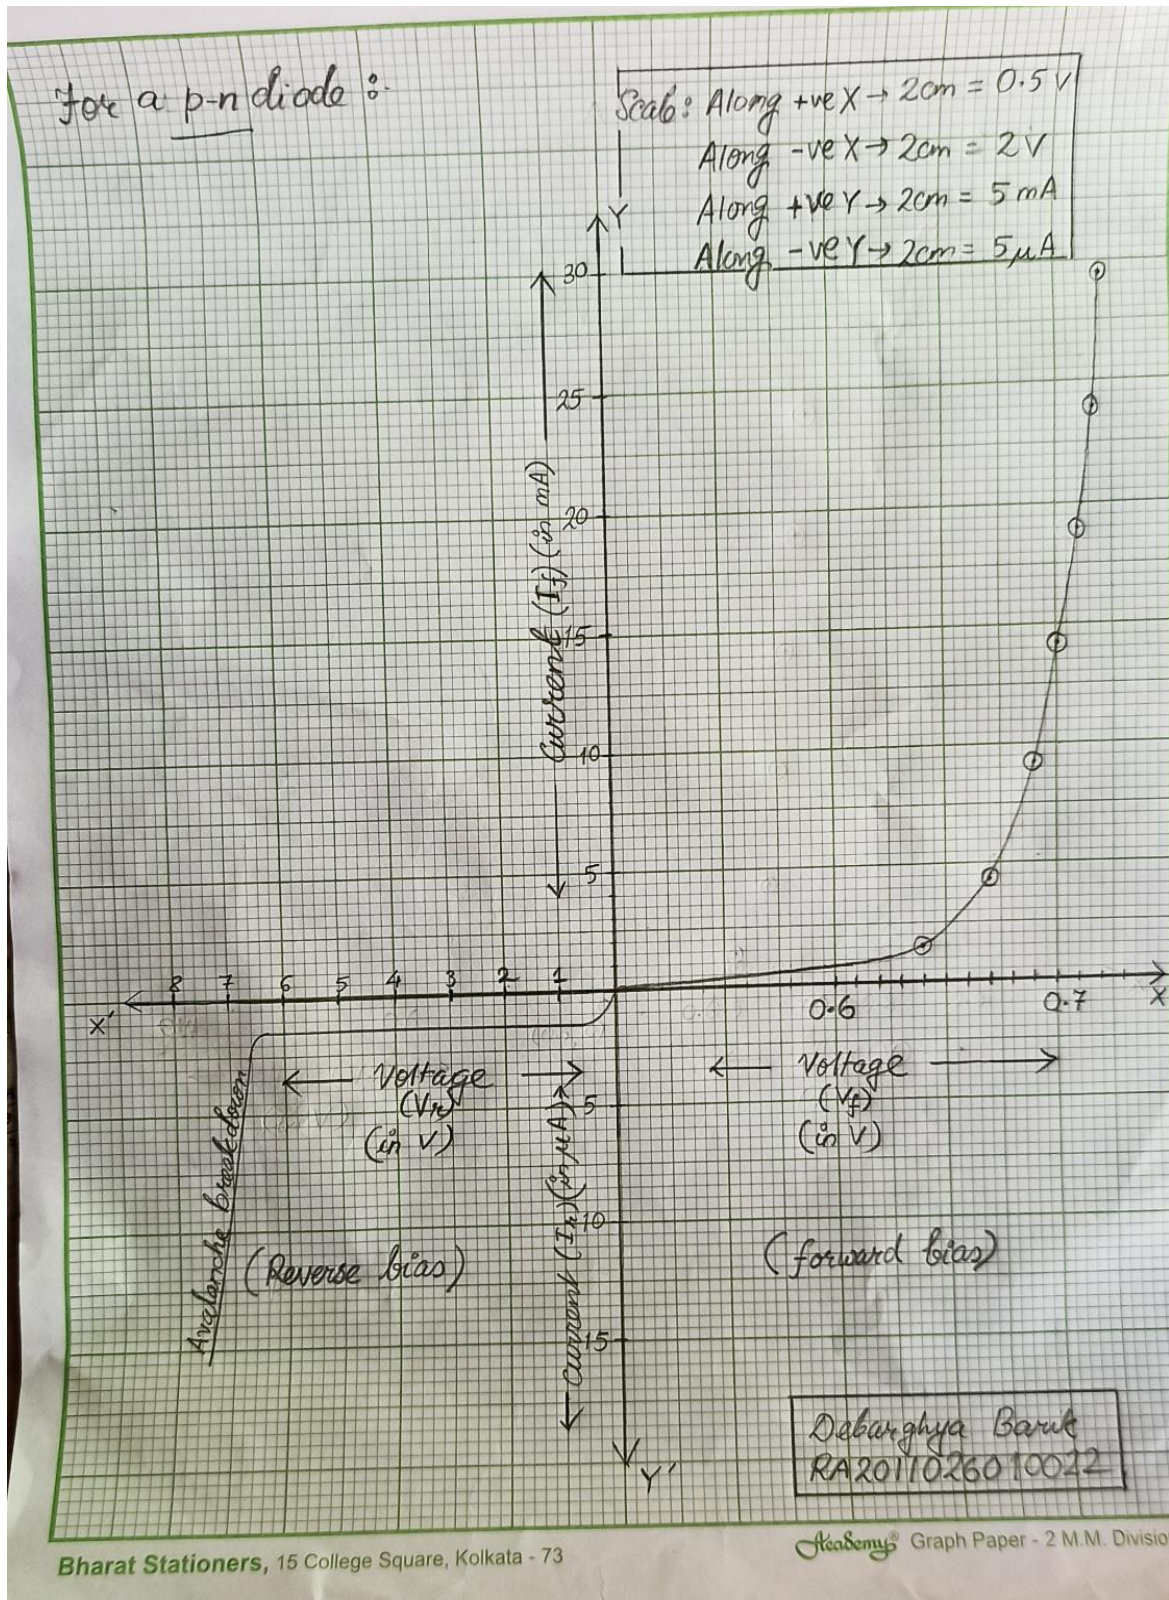 For a p-n diode :-
Scale: Along +ve X → 2cm = 0.5 V
Along -ve X → 2cm = 2 V
Along +ve Y → 2cm = 5 mA
Along -ve Y → 2cm = 5 μA
Y
30
25
20
15
10
5
Current (If) (in mA)
8 7 6 5 4 3 2 1
X'
0.6 0.7
X
Voltage
(Vr)
(in V)
Voltage
(Vf)
(in V)
5
10
15
Current (Ir) (in μA)
Avalanche breakdown
(Reverse bias)
(forward bias)
Y'
Debarghya Barik
RA2011026010022
Bharat Stationers, 15 College Square, Kolkata - 73
Academy® Graph Paper - 2 M.M. Divisio